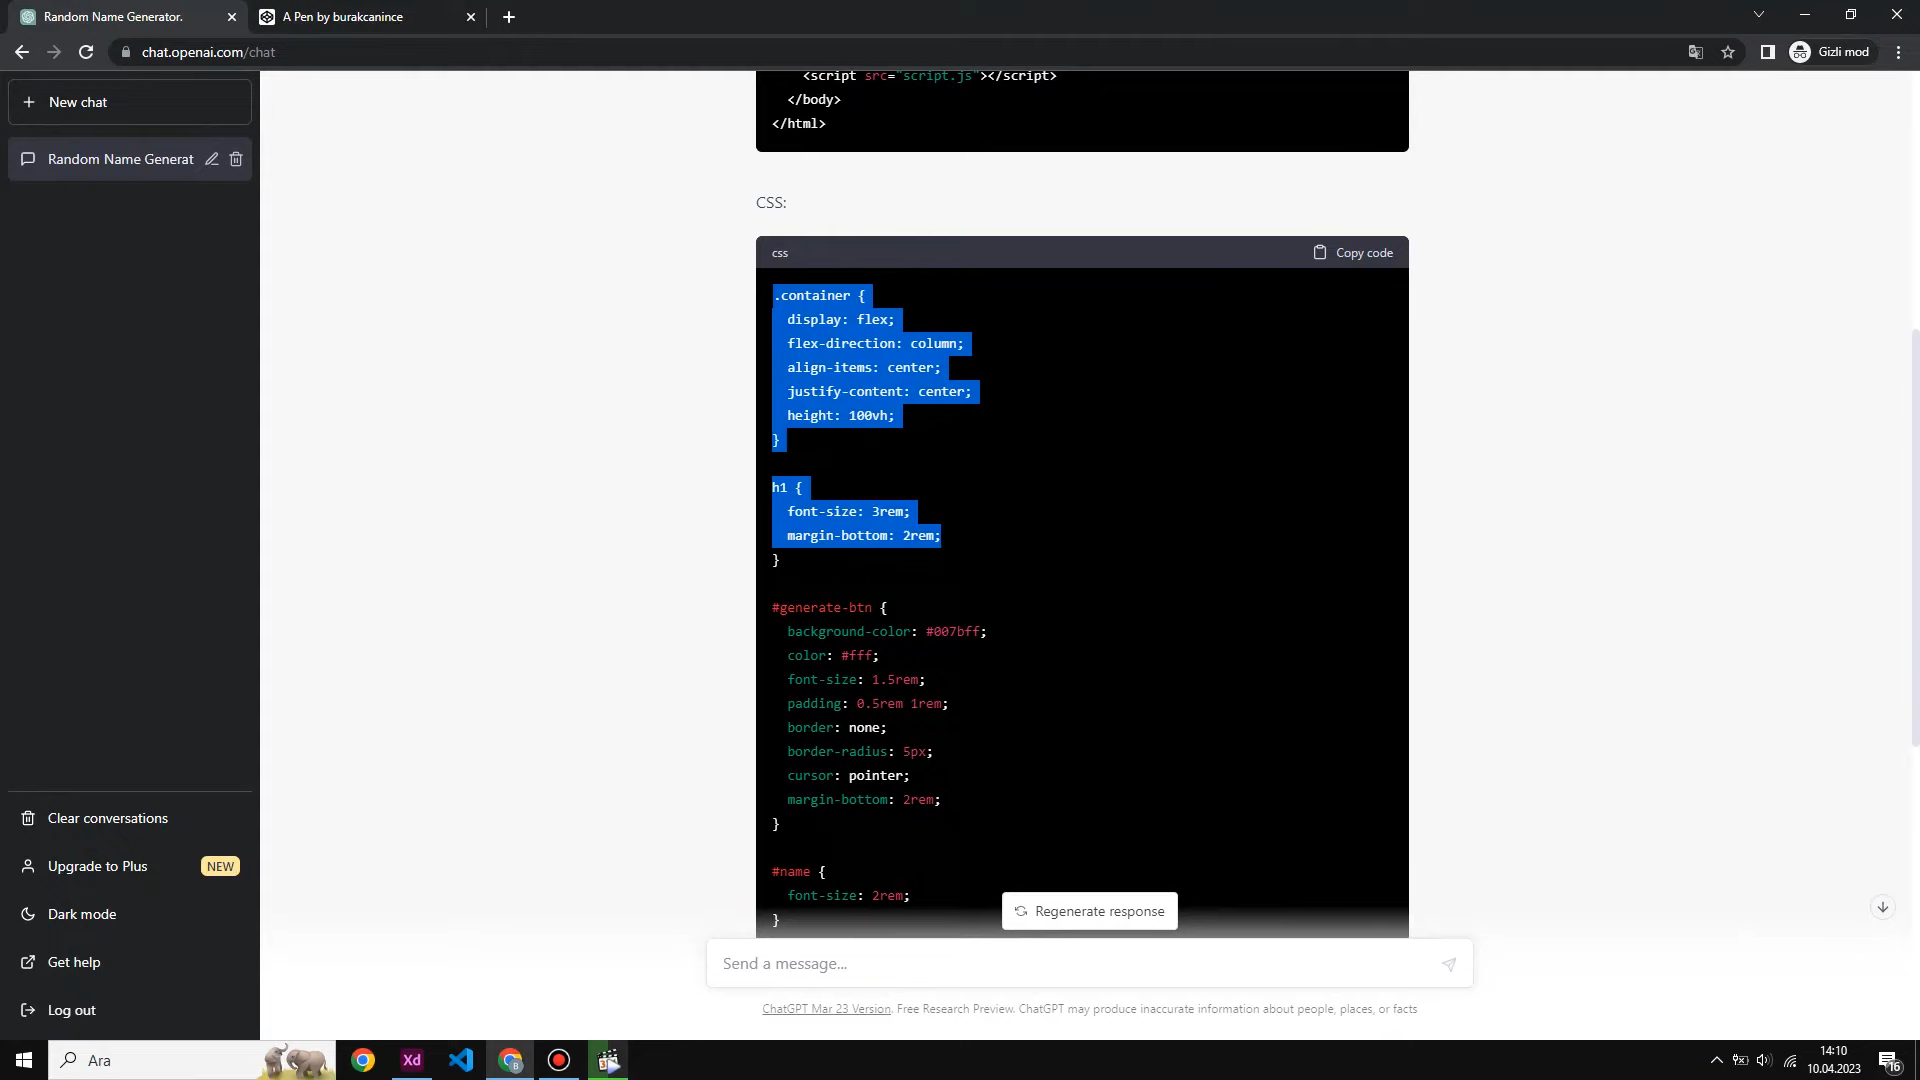 Random Name Generator.
A Pen by burakcanince
chat.openai.com/chat
Gizli mod
New chat
Random Name Generat
<script src="script.js"></script>
</body>
</html>
CSS:
css
Copy code
.container {
display: flex;
flex-direction: column;
align-items: center;
justify-content: center;
height: 100vh;
}
h1 {
font-size: 3rem;
margin-bottom: 2rem;
}
#generate-btn {
background-color: #007bff;
color: #fff;
font-size: 1.5rem;
padding: 0.5rem 1rem;
border: none;
border-radius: 5px;
cursor: pointer;
margin-bottom: 2rem;
}
#name {
font-size: 2rem;
}
Regenerate response
Send a message...
ChatGPT Mar 23 Version. Free Research Preview. ChatGPT may produce inaccurate information about people, places, or facts
Clear conversations
Upgrade to Plus NEW
Dark mode
Get help
Log out
Ara
Xd
14:10
10.04.2023
16